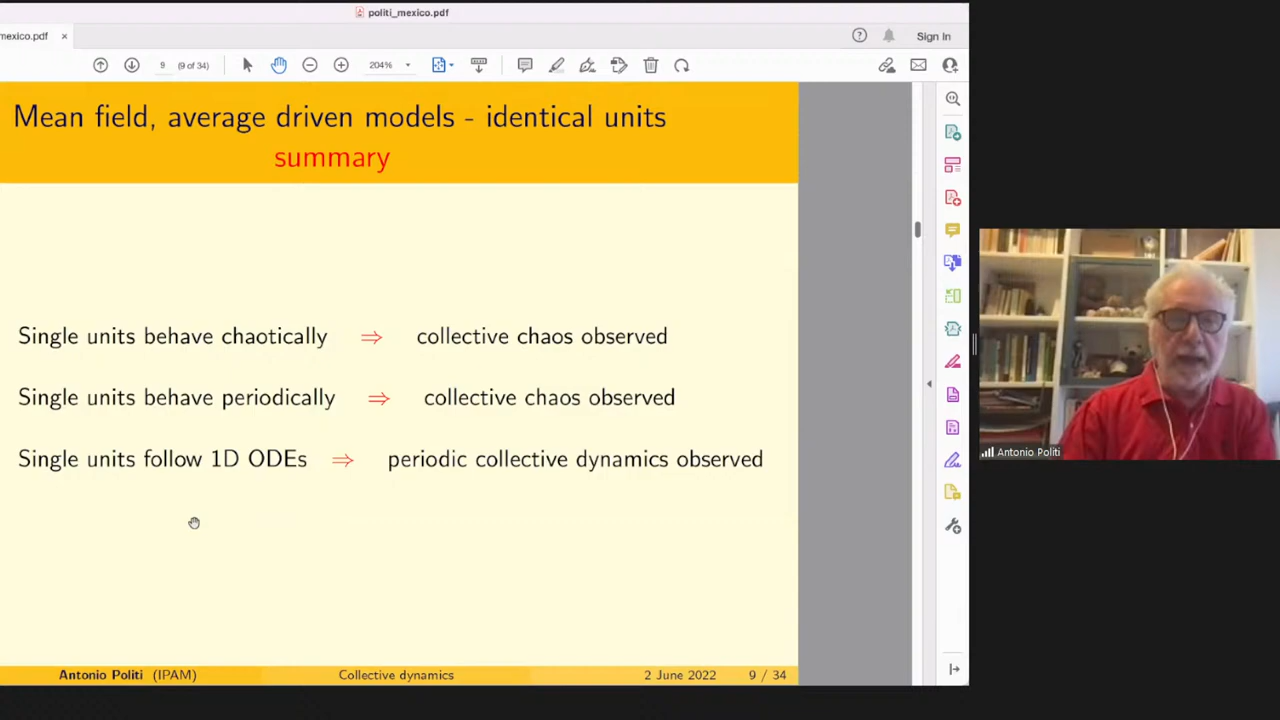 politi_mexico.pdf
mexico.pdf ×
Sign In
9 (9 of 34) 204%
Mean field, average driven models - identical units
summary
Single units behave chaotically ⇒ collective chaos observed
Single units behave periodically ⇒ collective chaos observed
Single units follow 1D ODEs ⇒ periodic collective dynamics observed
Antonio Politi (IPAM) Collective dynamics 2 June 2022 9 / 34
Antonio Politi